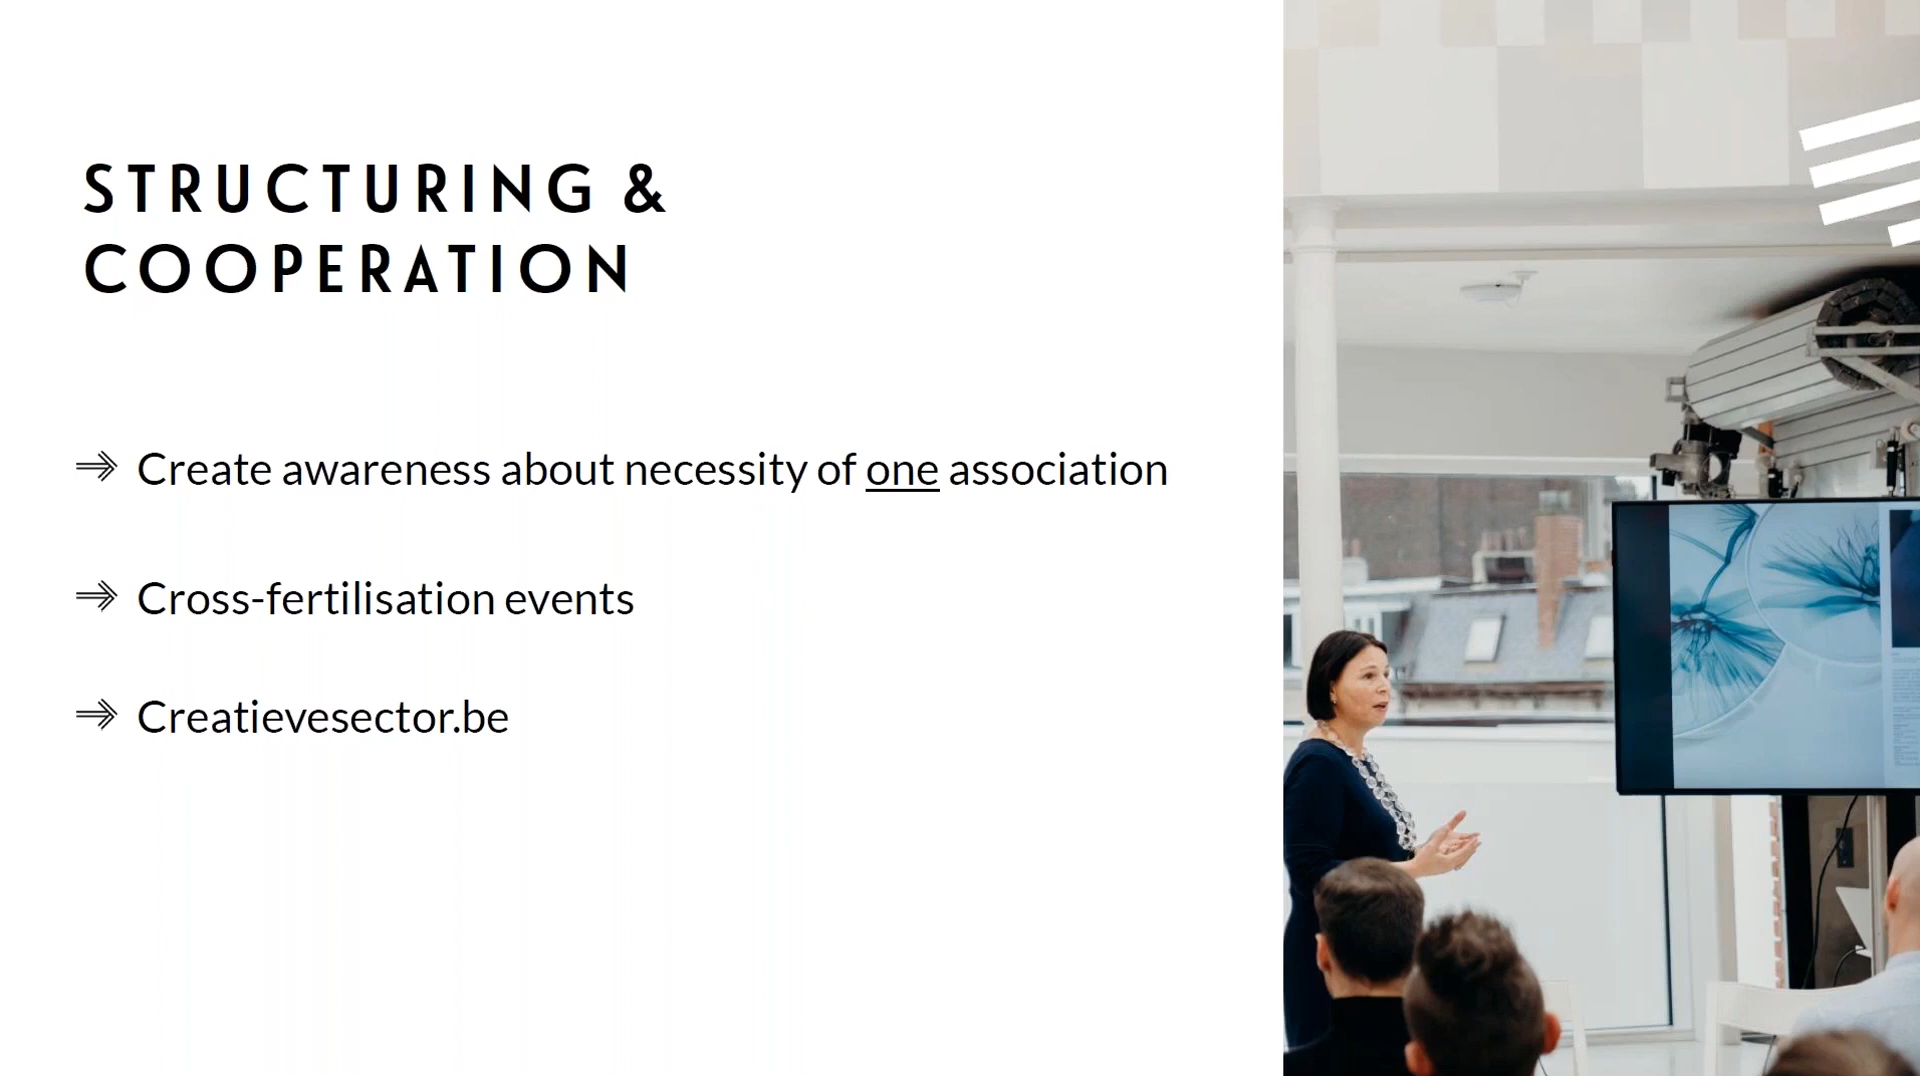 STRUCTURING &
COOPERATION
⇒ Create awareness about necessity of one association
⇒ Cross-fertilisation events
⇒ Creatievesector.be